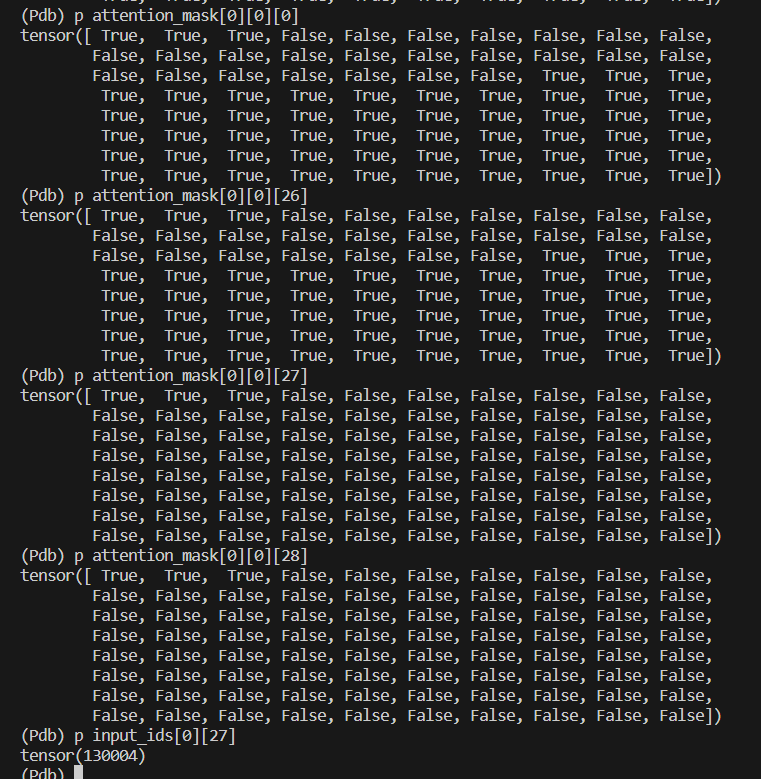 (Pdb) p attention_mask[0][0][0]
tensor([ True,  True,  True, False, False, False, False, False, False, False,
        False, False, False, False, False, False, False, False, False, False,
        False, False, False, False, False, False, False,  True,  True,  True,
         True,  True,  True,  True,  True,  True,  True,  True,  True,  True,
         True,  True,  True,  True,  True,  True,  True,  True,  True,  True,
         True,  True,  True,  True,  True,  True,  True,  True,  True,  True,
         True,  True,  True,  True,  True,  True,  True,  True,  True,  True,
         True,  True,  True,  True,  True,  True,  True,  True,  True,  True])
(Pdb) p attention_mask[0][0][26]
tensor([ True,  True,  True, False, False, False, False, False, False, False,
        False, False, False, False, False, False, False, False, False, False,
        False, False, False, False, False, False, False,  True,  True,  True,
         True,  True,  True,  True,  True,  True,  True,  True,  True,  True,
         True,  True,  True,  True,  True,  True,  True,  True,  True,  True,
         True,  True,  True,  True,  True,  True,  True,  True,  True,  True,
         True,  True,  True,  True,  True,  True,  True,  True,  True,  True,
         True,  True,  True,  True,  True,  True,  True,  True,  True,  True])
(Pdb) p attention_mask[0][0][27]
tensor([ True,  True,  True, False, False, False, False, False, False, False,
        False, False, False, False, False, False, False, False, False, False,
        False, False, False, False, False, False, False, False, False, False,
        False, False, False, False, False, False, False, False, False, False,
        False, False, False, False, False, False, False, False, False, False,
        False, False, False, False, False, False, False, False, False, False,
        False, False, False, False, False, False, False, False, False, False,
        False, False, False, False, False, False, False, False, False, False])
(Pdb) p attention_mask[0][0][28]
tensor([ True,  True,  True, False, False, False, False, False, False, False,
        False, False, False, False, False, False, False, False, False, False,
        False, False, False, False, False, False, False, False, False, False,
        False, False, False, False, False, False, False, False, False, False,
        False, False, False, False, False, False, False, False, False, False,
        False, False, False, False, False, False, False, False, False, False,
        False, False, False, False, False, False, False, False, False, False,
        False, False, False, False, False, False, False, False, False, False])
(Pdb) p input_ids[0][27]
tensor(130004)
(Pdb)